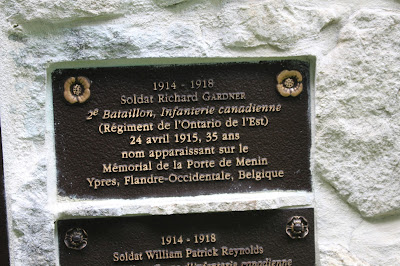 1914 - 1918
Soldat Richard GARDNER
2e Bataillon, Infanterie canadienne
(Régiment de l'Ontario de l'Est)
24 avril 1915, 35 ans
nom apparaissant sur le
Mémorial de la Porte de Menin
Ypres, Flandre-Occidentale, Belgique
1914 - 1918
Soldat William Patrick Reynolds
d'Infanterie canadienne